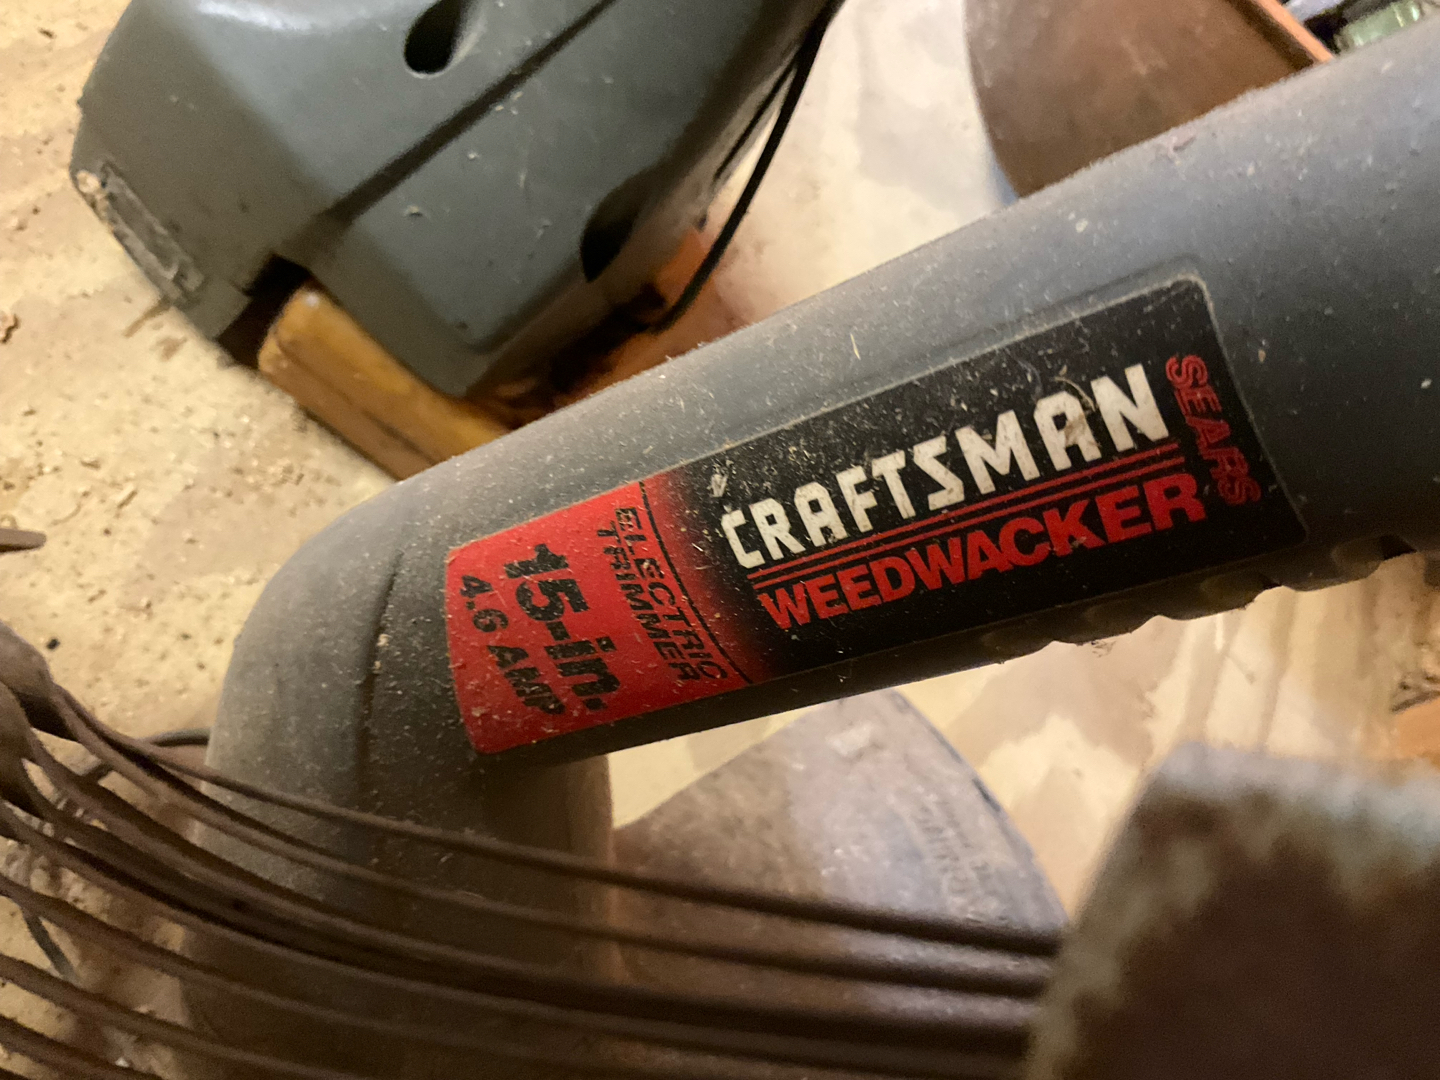 CRAFTSMAN
WEEDWACKER
SEARS
ELECTRIC
TRIMMER
15-in.
4.6 AMP